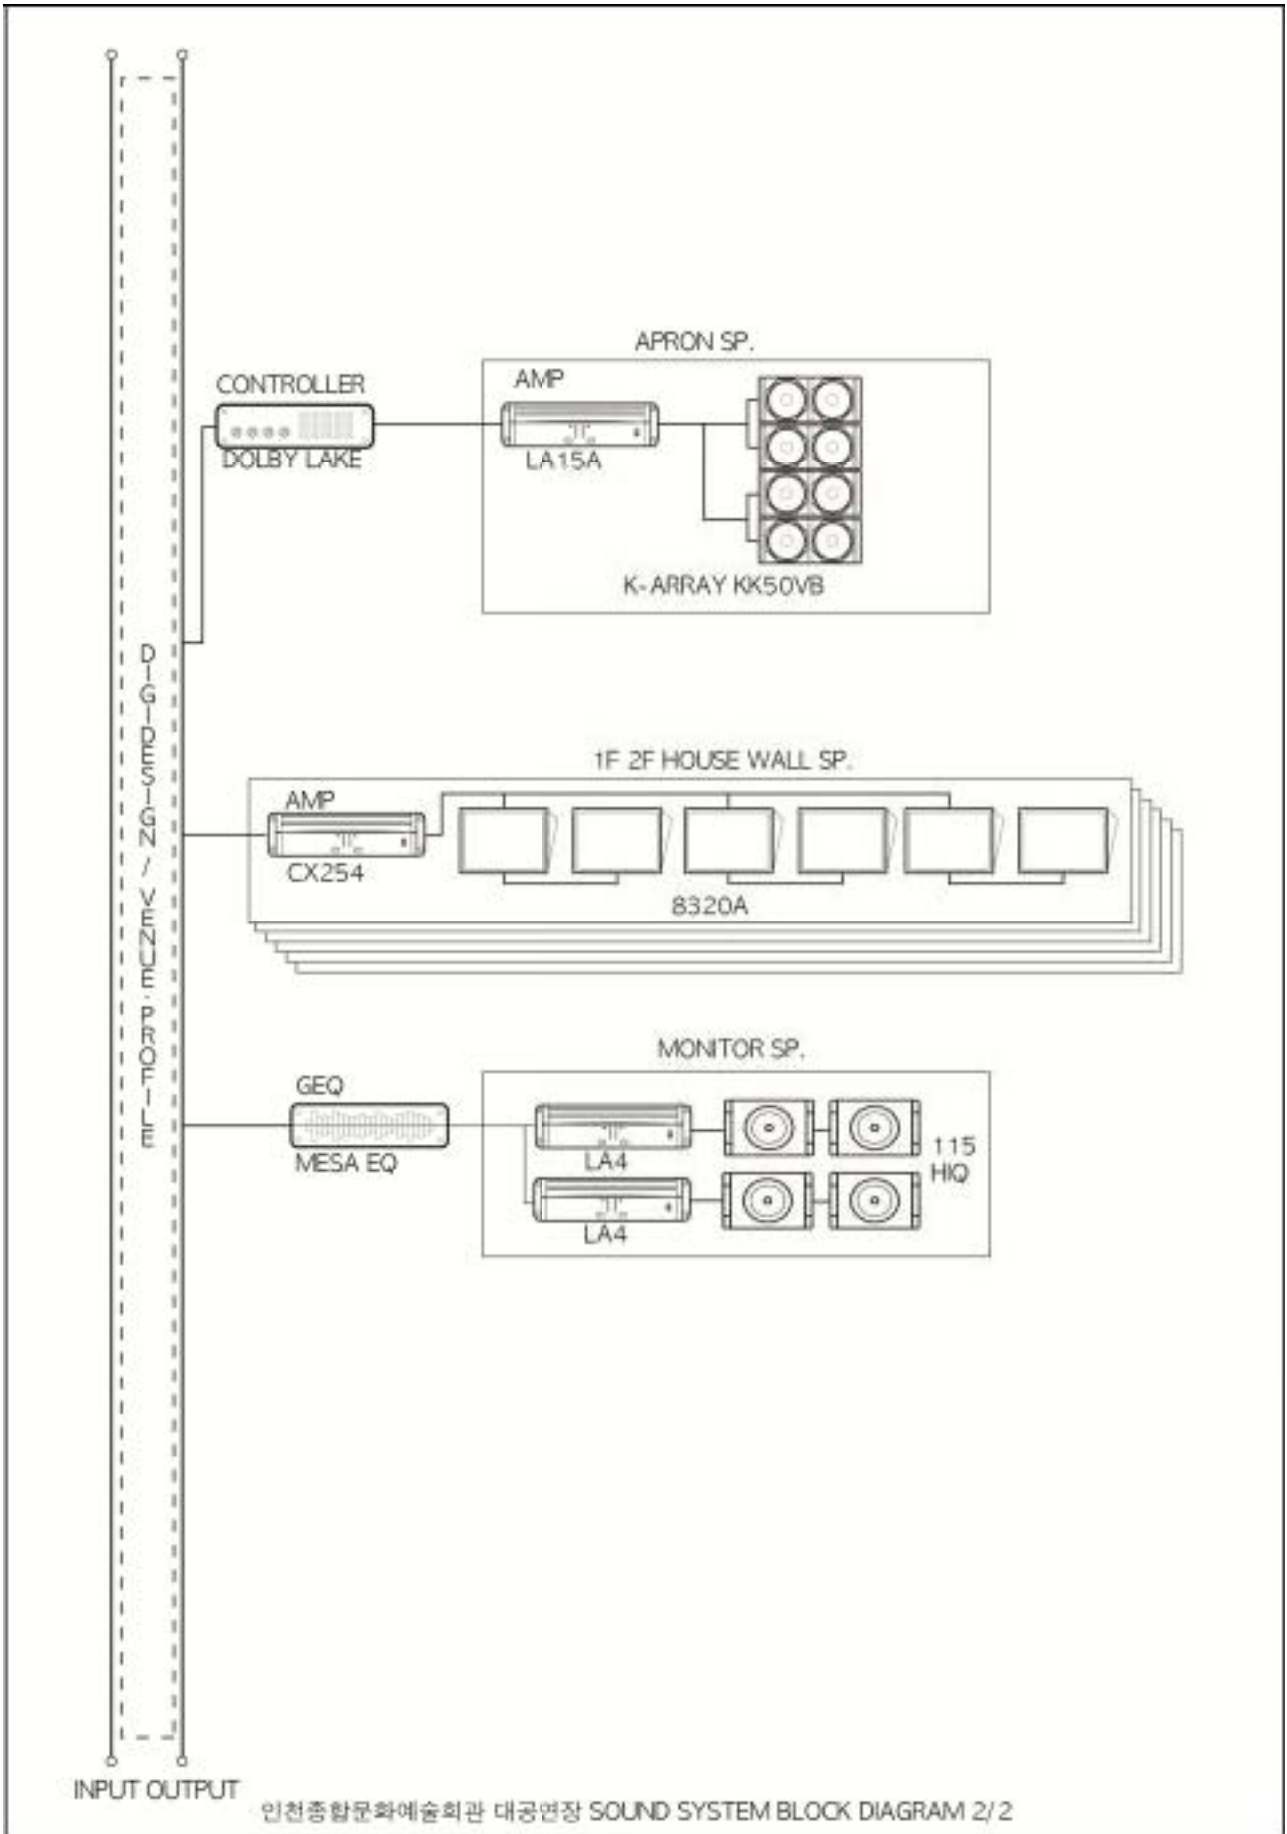 APRON SP.
CONTROLLER
AMP
DOLBY LAKE
LA15A
K-ARRAY KK50VB
DIGIDESIGN / VENUE-PROFILE
1F 2F HOUSE WALL SP.
AMP
CX254
8320A
MONITOR SP.
GEQ
MESA EQ
LA4
115
HIQ
LA4
INPUT OUTPUT
인천종합문화예술회관 대공연장 SOUND SYSTEM BLOCK DIAGRAM 2/2